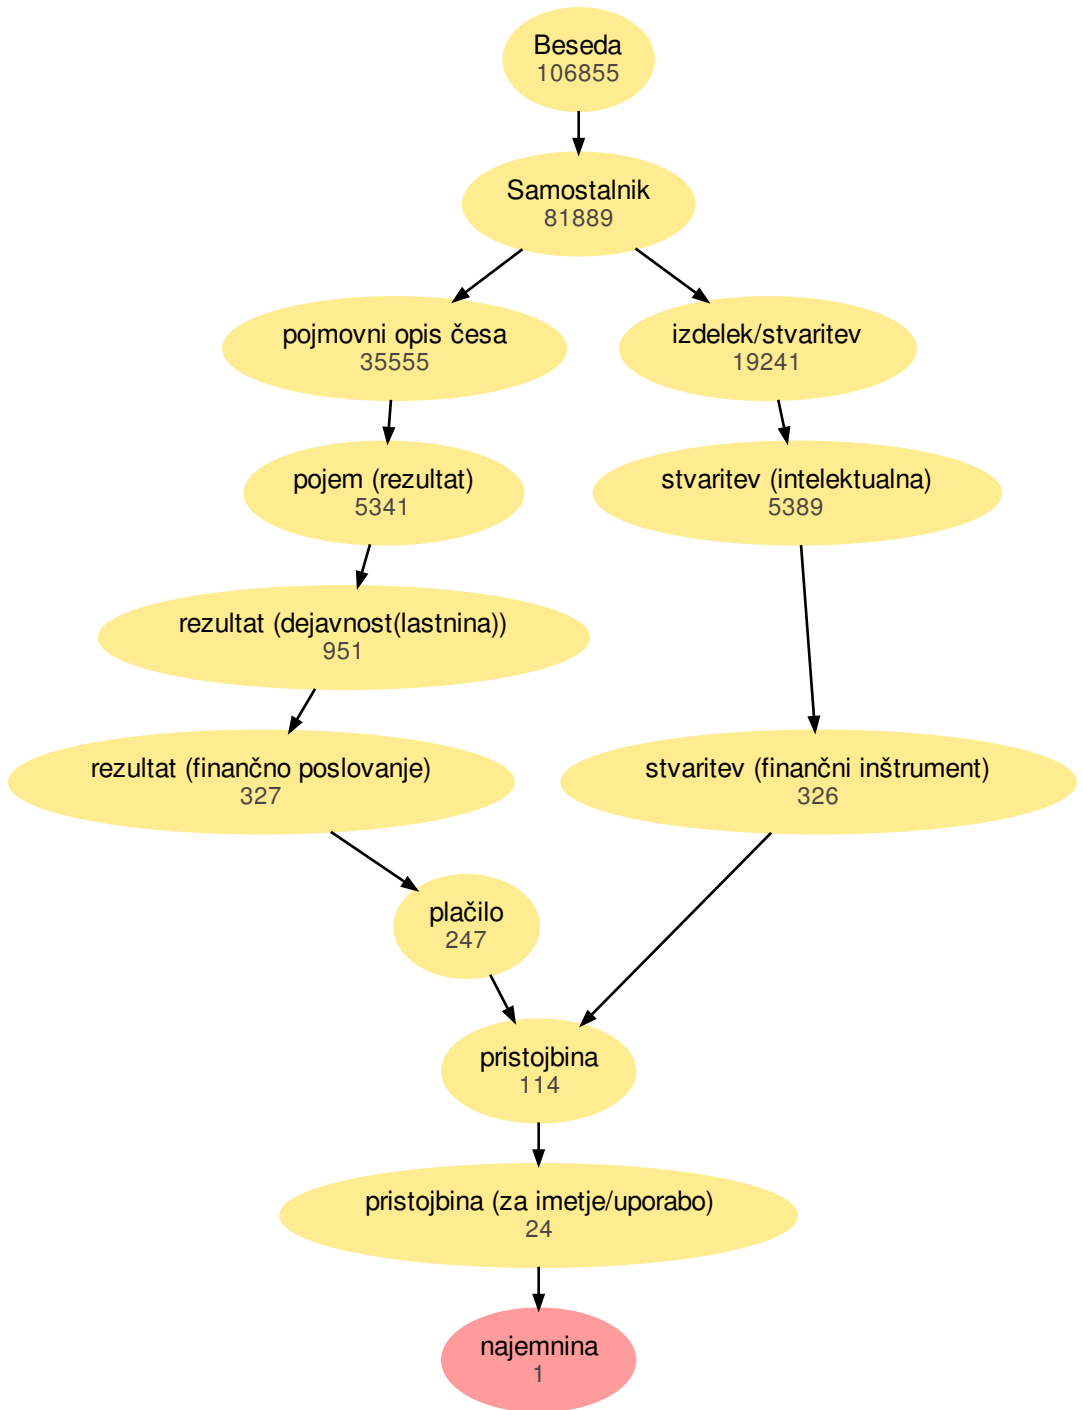 Beseda
106855
Samostalnik
81889
pojmovni opis česa
35555
izdelek/stvaritev
19241
pojem (rezultat)
5341
stvaritev (intelektualna)
5389
rezultat (dejavnost(lastnina))
951
rezultat (finančno poslovanje)
327
stvaritev (finančni inštrument)
326
plačilo
247
pristojbina
114
pristojbina (za imetje/uporabo)
24
najemnina
1